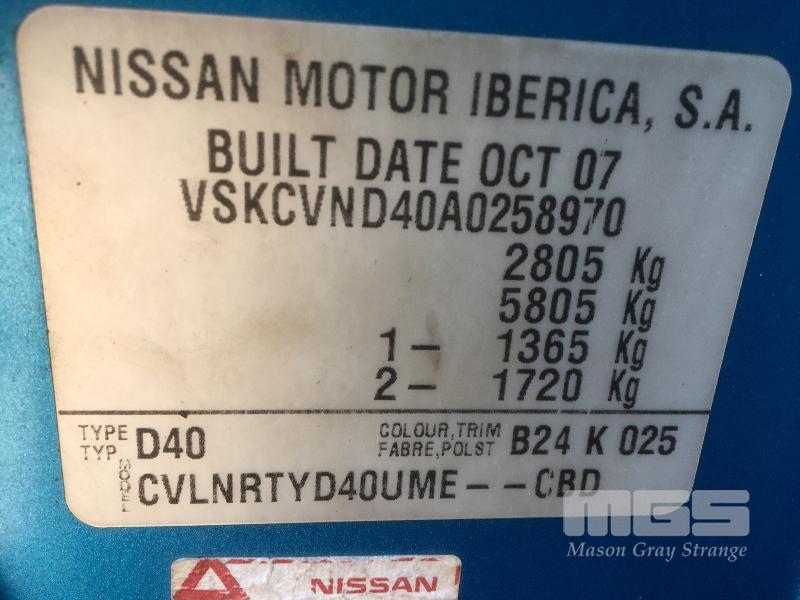 NISSAN MOTOR IBERICA, S.A.
BUILT DATE OCT 07
VSKCVND40A0258970
2805 Kg
5805 Kg
1- 1365 Kg
2- 1720 Kg
TYPE
TYP
D40
COLOUR,TRIM
FABRE,POLST
B24 K 025
MODEL
CVLNRTYD40UME--CBD
MGS
Mason Gray Strange
NISSAN